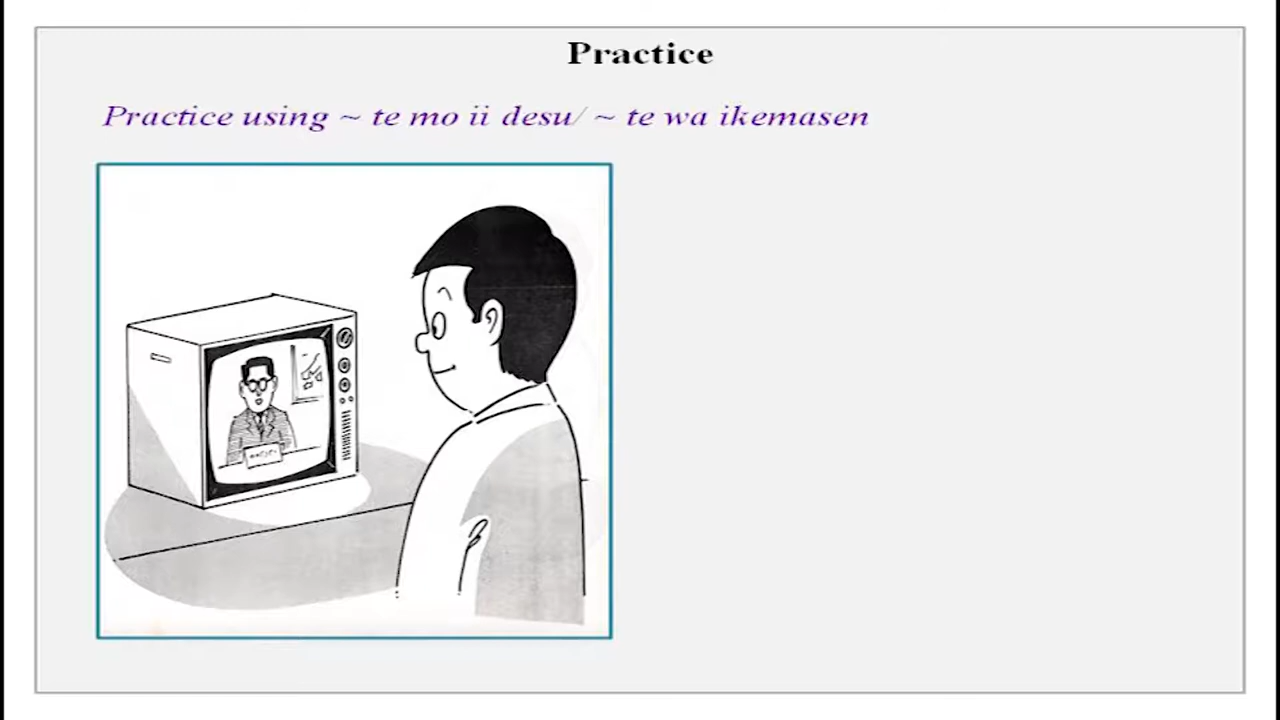 Practice
Practice using ~ te mo ii desu/ ~ te wa ikemasen